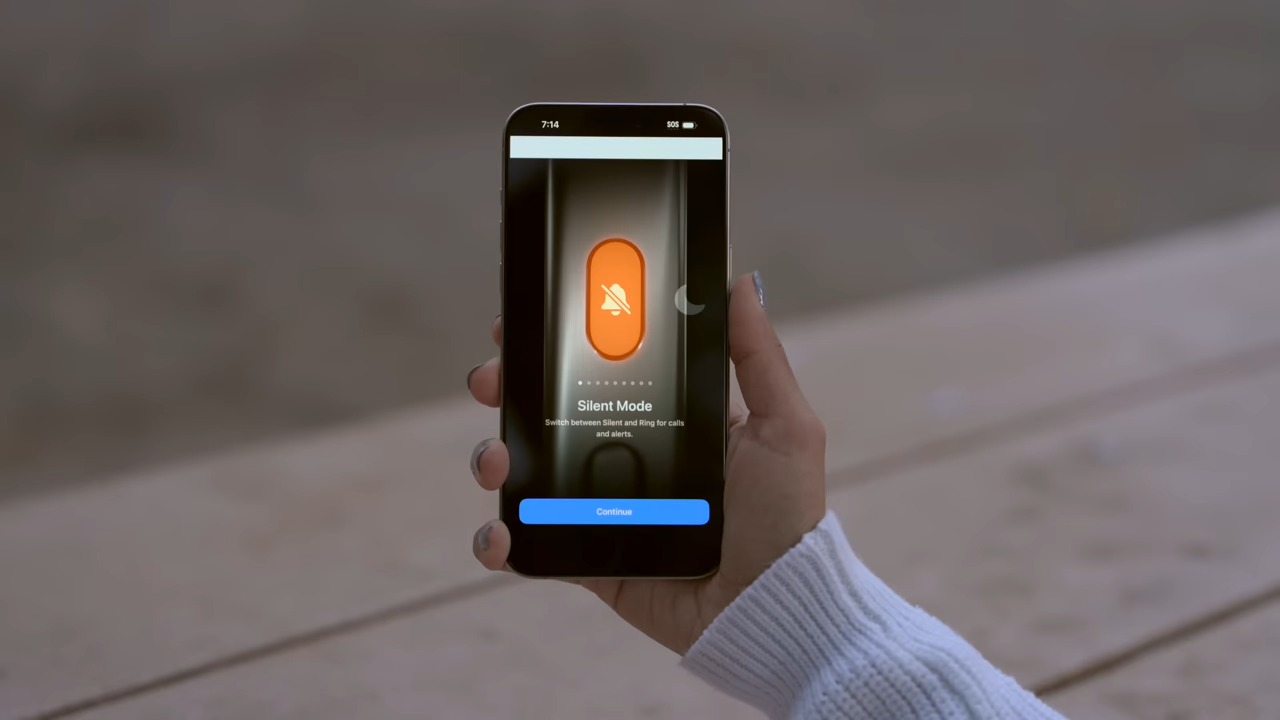 7:14
SOS
Silent Mode
Switch between Silent and Ring for calls
and alerts.
Continue